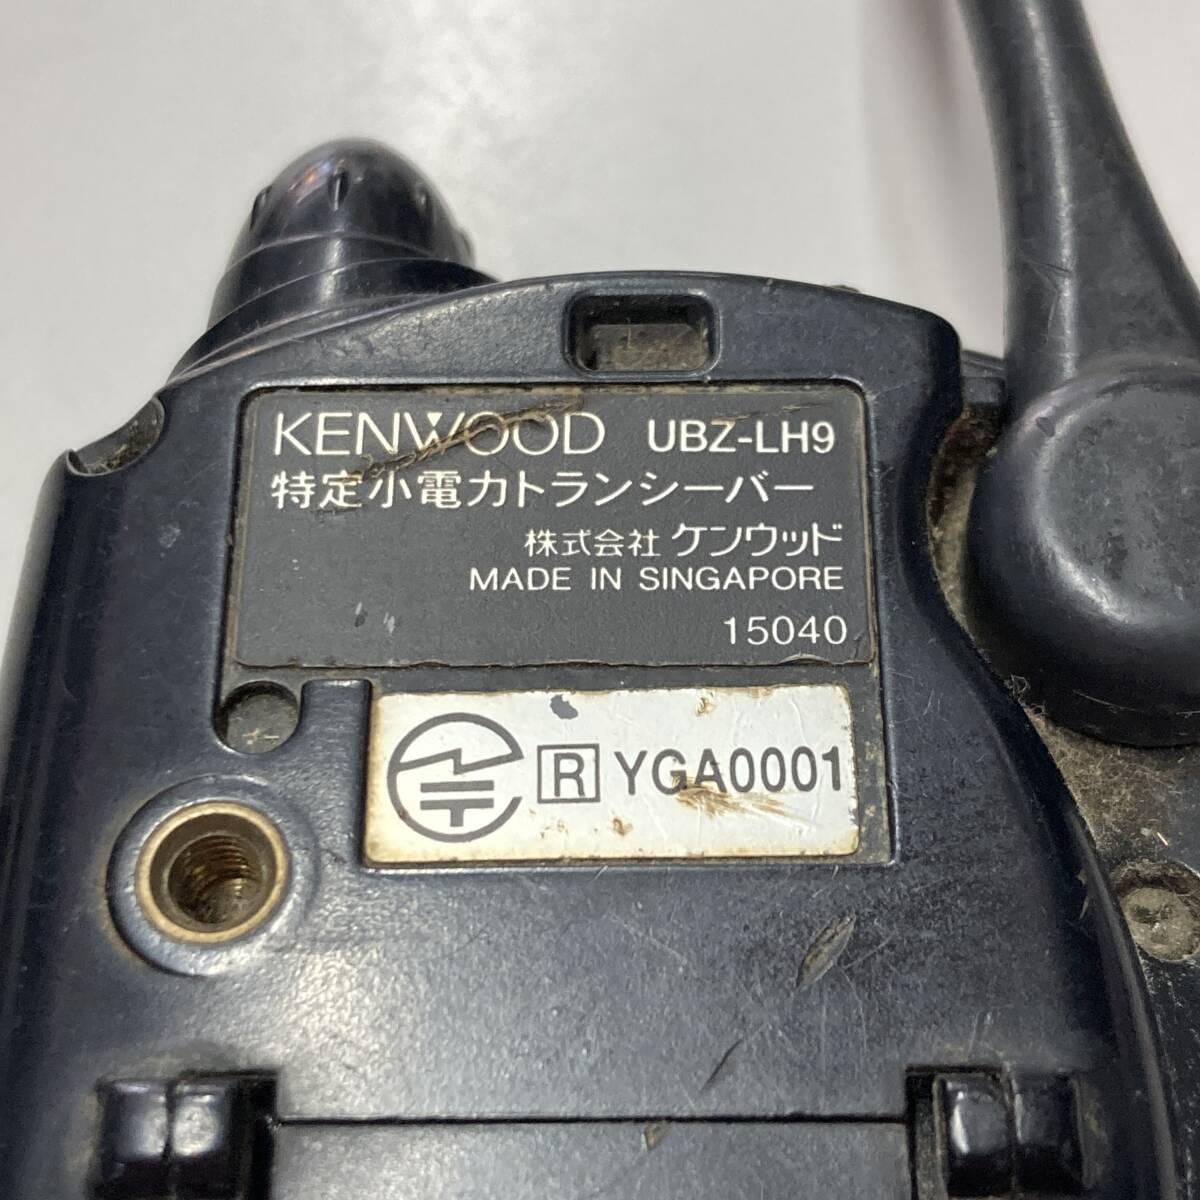 KENWOOD UBZ-LH9
特定小電力トランシーバー
株式会社 ケンウッド
MADE IN SINGAPORE
15040
R YGA0001